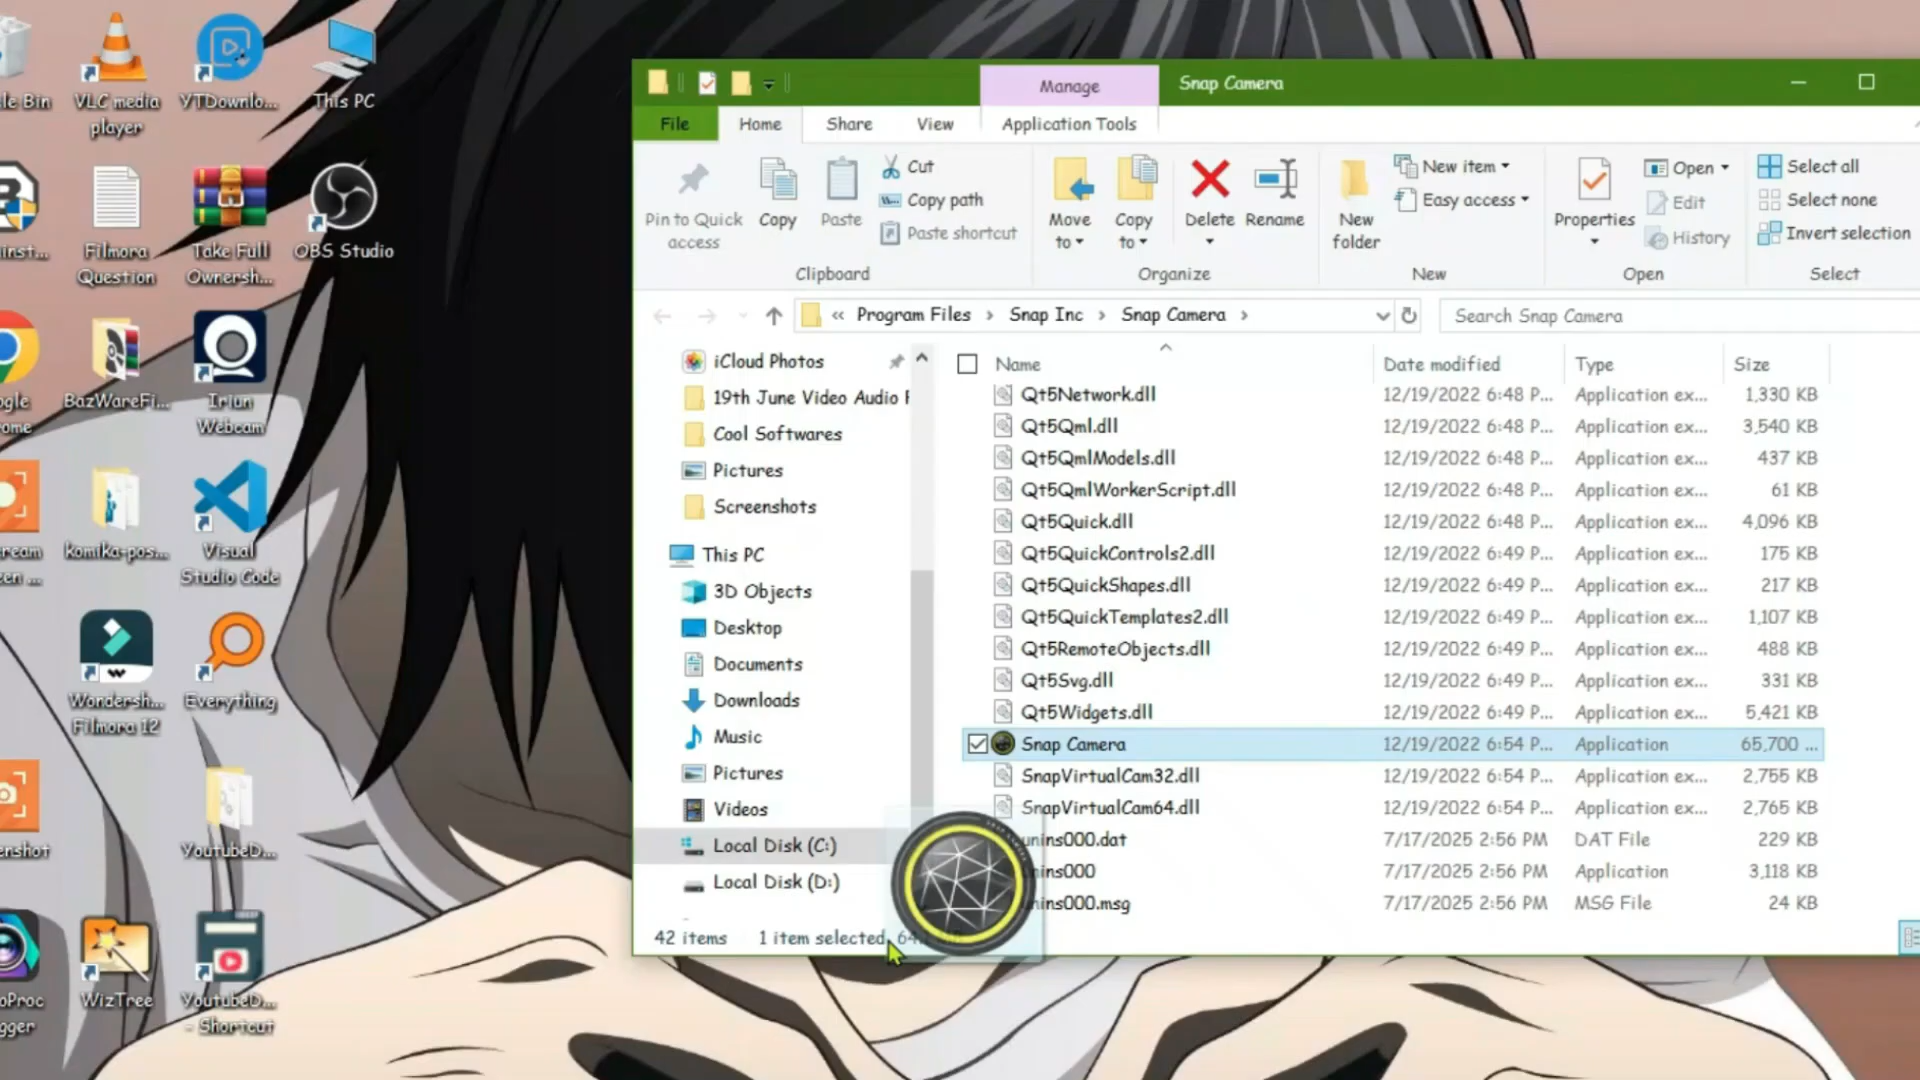 le Bin
VLC media
player
YTDownlo...
This PC
inst...
Filmora
Question
Take Full
Ownersh...
OBS Studio
ogle
ome
BazWareFi...
Iriun
Webcam
ream
en ...
komika-pos...
Visual
Studio Code
Wondersh...
Filmora 12
Everything
enshot
YoutubeD...
oProc
gger
WizTree
YoutubeD...
- Shortcut
Manage
Snap Camera
File
Home
Share
View
Application Tools
Pin to Quick
access
Copy
Paste
Cut
Copy path
Paste shortcut
Clipboard
Move
to
Copy
to
Delete
Rename
Organize
New
folder
New item
Easy access
New
Properties
Open
Edit
History
Open
Select all
Select none
Invert selection
Select
« Program Files > Snap Inc > Snap Camera >
Search Snap Camera
iCloud Photos
19th June Video Audio F
Cool Softwares
Pictures
Screenshots
This PC
3D Objects
Desktop
Documents
Downloads
Music
Pictures
Videos
Local Disk (C:)
Local Disk (D:)
Name Date modified Type Size
Qt5Network.dll 12/19/2022 6:48 P... Application ex... 1,330 KB
Qt5Qml.dll 12/19/2022 6:48 P... Application ex... 3,540 KB
Qt5QmlModels.dll 12/19/2022 6:48 P... Application ex... 437 KB
Qt5QmlWorkerScript.dll 12/19/2022 6:48 P... Application ex... 61 KB
Qt5Quick.dll 12/19/2022 6:48 P... Application ex... 4,096 KB
Qt5QuickControls2.dll 12/19/2022 6:49 P... Application ex... 175 KB
Qt5QuickShapes.dll 12/19/2022 6:49 P... Application ex... 217 KB
Qt5QuickTemplates2.dll 12/19/2022 6:49 P... Application ex... 1,107 KB
Qt5RemoteObjects.dll 12/19/2022 6:49 P... Application ex... 488 KB
Qt5Svg.dll 12/19/2022 6:49 P... Application ex... 331 KB
Qt5Widgets.dll 12/19/2022 6:49 P... Application ex... 5,421 KB
Snap Camera 12/19/2022 6:54 P... Application 65,700 ...
SnapVirtualCam32.dll 12/19/2022 6:54 P... Application ex... 2,755 KB
SnapVirtualCam64.dll 12/19/2022 6:54 P... Application ex... 2,765 KB
unins000.dat 7/17/2025 2:56 PM DAT File 229 KB
nins000 7/17/2025 2:56 PM Application 3,118 KB
nins000.msg 7/17/2025 2:56 PM MSG File 24 KB
42 items 1 item selected